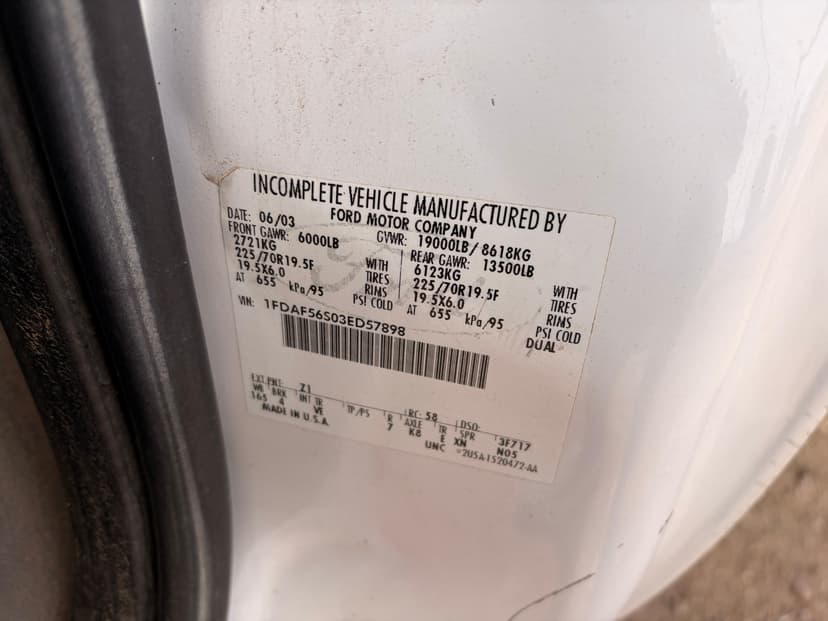 INCOMPLETE VEHICLE MANUFACTURED BY
FORD MOTOR COMPANY
DATE: 06/03 GVWR: 19000LB/8618KG
FRONT GAWR: 6000LB REAR GAWR: 13500LB
2721KG WITH 6123KG WITH
225/70R19.5F TIRES 225/70R19.5F TIRES
19.5X6.0 RIMS 19.5X6.0 RIMS
AT 655 kPa/95 PSI COLD AT 655 kPa/95 PSI COLD
DUAL
VIN: 1FDAF56S03ED57898
EXT. PNT: Z1 RC: 58 DSO:
WB BRK INT TR TP/PS R AXLE TR SPR 3F717
165 4 VE 7 K8 E XN N05
MADE IN U.S.A. UNC *2U5A-1520472-AA